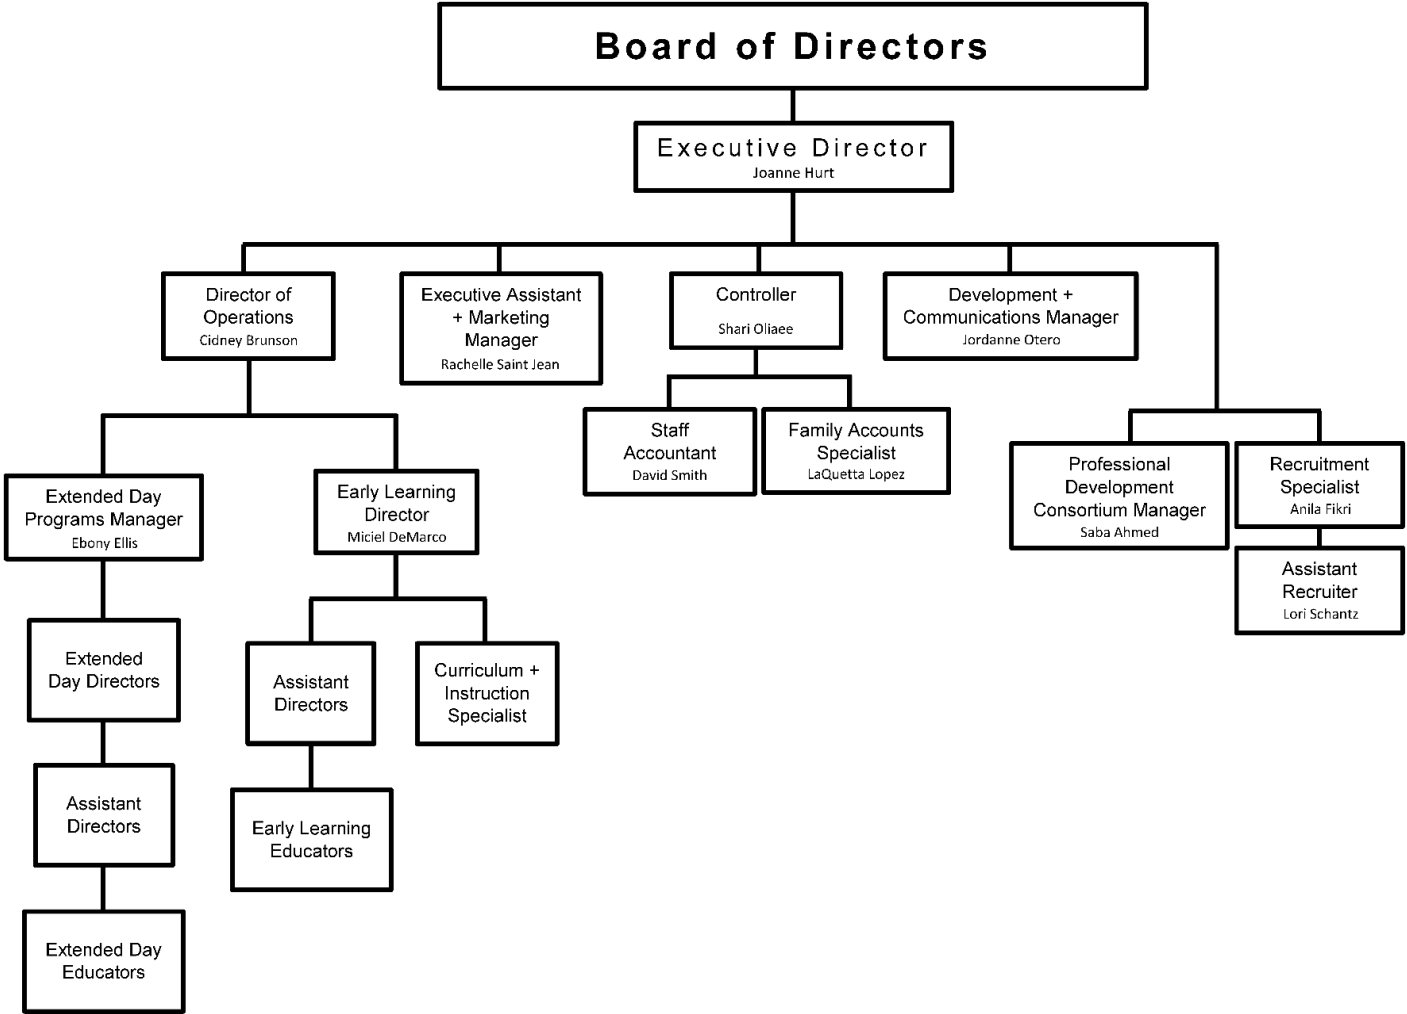 Board of Directors
Executive Director
Joanne Hurt
Director of
Operations
Cidney Brunson
Executive Assistant
+ Marketing
Manager
Rachelle Saint Jean
Controller
Shari Oliaee
Development +
Communications Manager
Jordanne Otero
Staff
Accountant
David Smith
Family Accounts
Specialist
LaQuetta Lopez
Professional
Development
Consortium Manager
Saba Ahmed
Recruitment
Specialist
Anila Fikri
Assistant
Recruiter
Lori Schantz
Extended Day
Programs Manager
Ebony Ellis
Early Learning
Director
Miciel DeMarco
Extended
Day Directors
Assistant
Directors
Curriculum +
Instruction
Specialist
Assistant
Directors
Early Learning
Educators
Extended Day
Educators